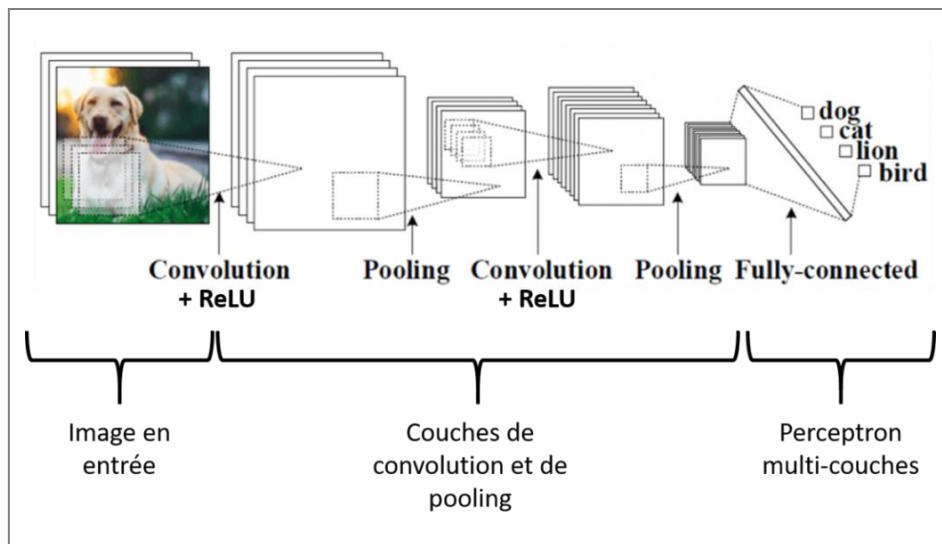 dog
cat
lion
bird
Convolution
+ ReLU
Pooling
Convolution
+ ReLU
Pooling
Fully-connected
Image en
entrée
Couches de
convolution et de
pooling
Perceptron
multi-couches